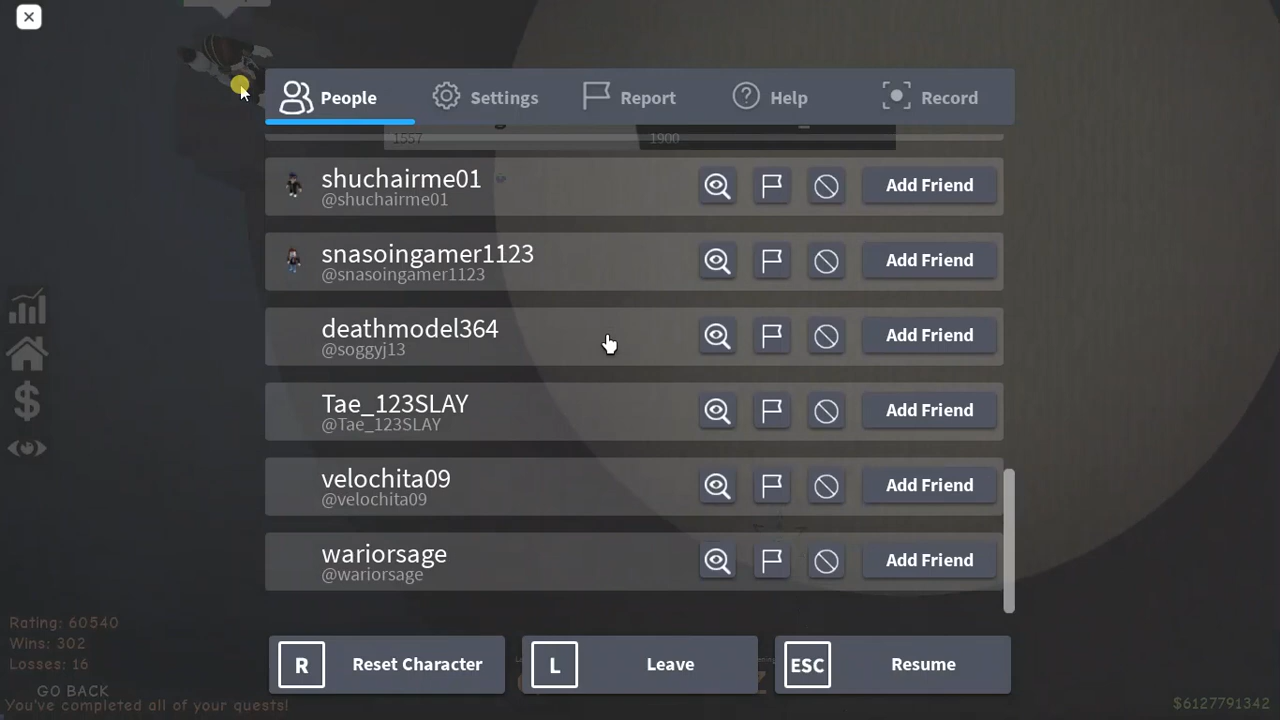 People
Settings
Report
Help
Record
1557
1900
shuchairme01
@shuchairme01
Add Friend
snasoingamer1123
@snasoingamer1123
Add Friend
deathmodel364
@soggyj13
Add Friend
Tae_123SLAY
@Tae_123SLAY
Add Friend
velochita09
@velochita09
Add Friend
wariorsage
@wariorsage
Add Friend
Rating: 60540
Wins: 302
Losses: 16
GO BACK
You've completed all of your quests!
R Reset Character
L Leave
ESC Resume
$6127791342